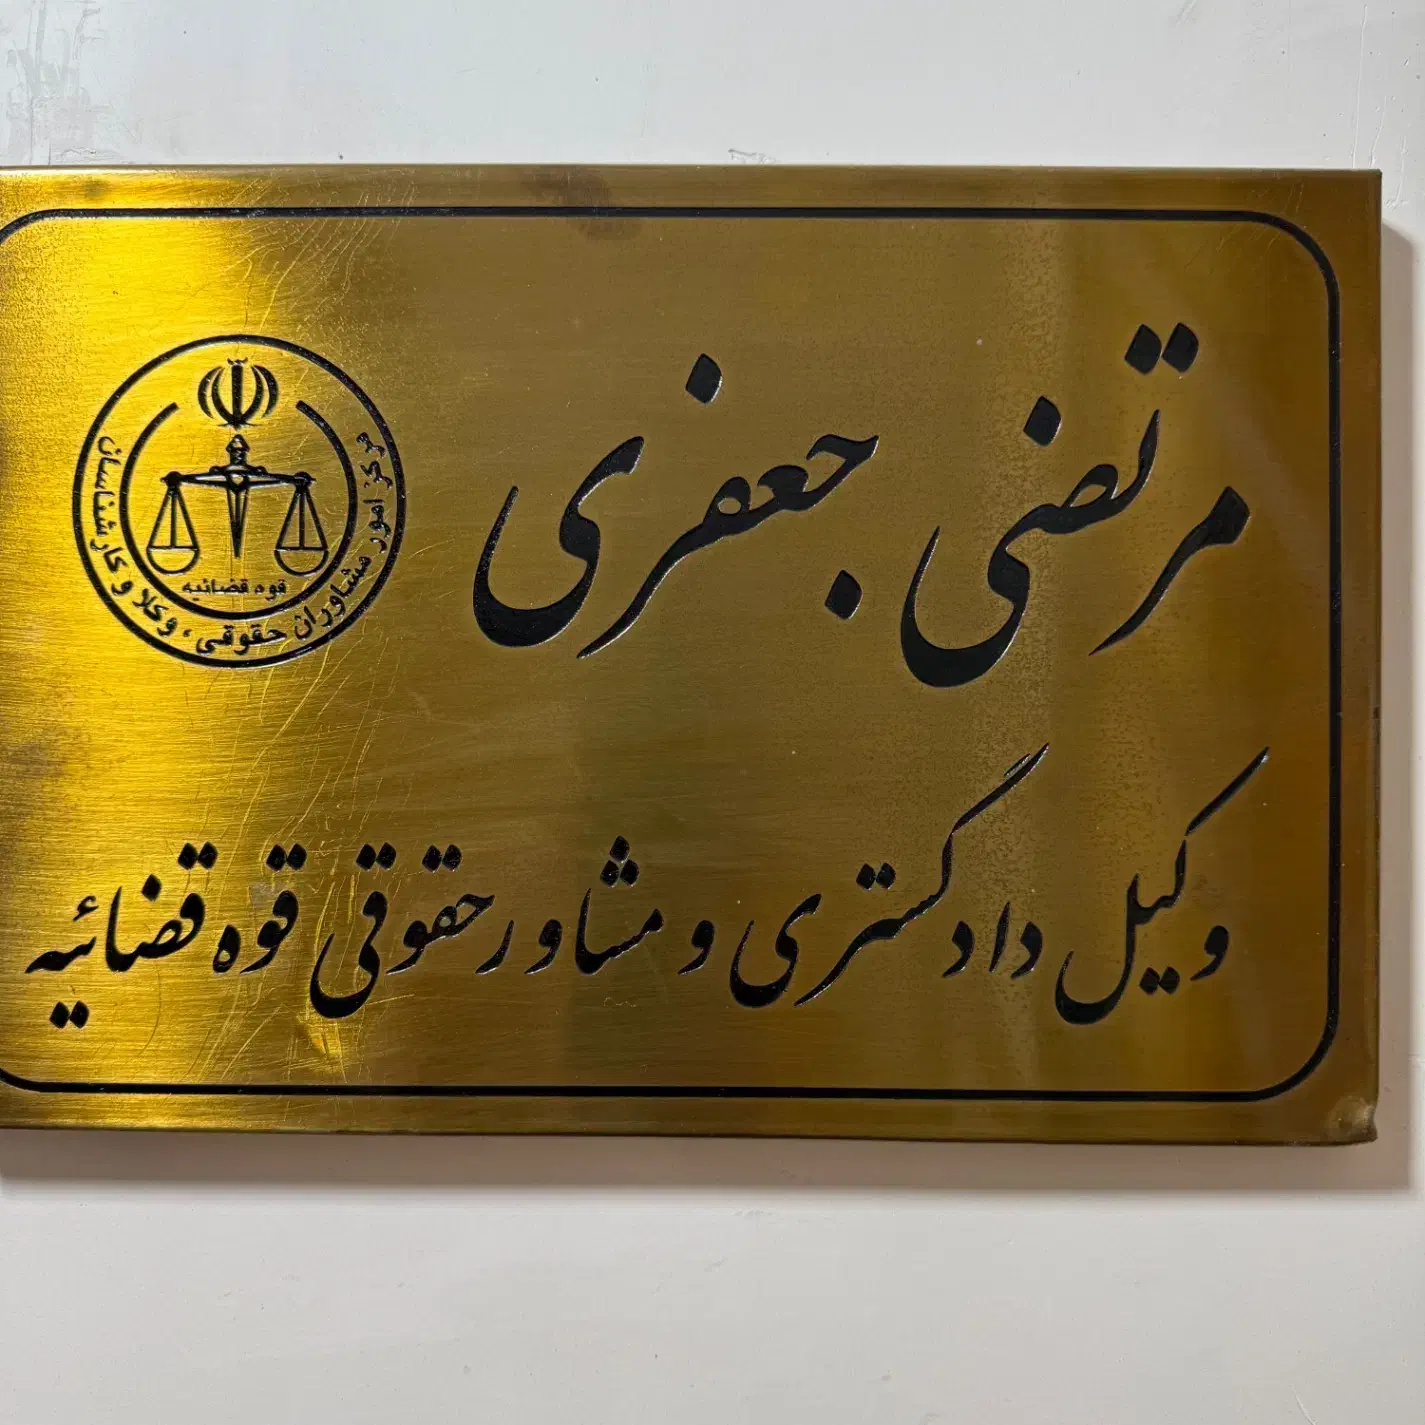 مرتضی جعفری
وکیل دادگستری و مشاور حقوقی قوه قضائیه
مرکز امور مشاوران حقوقی، وکلا و کارشناسان
قوه قضائیه